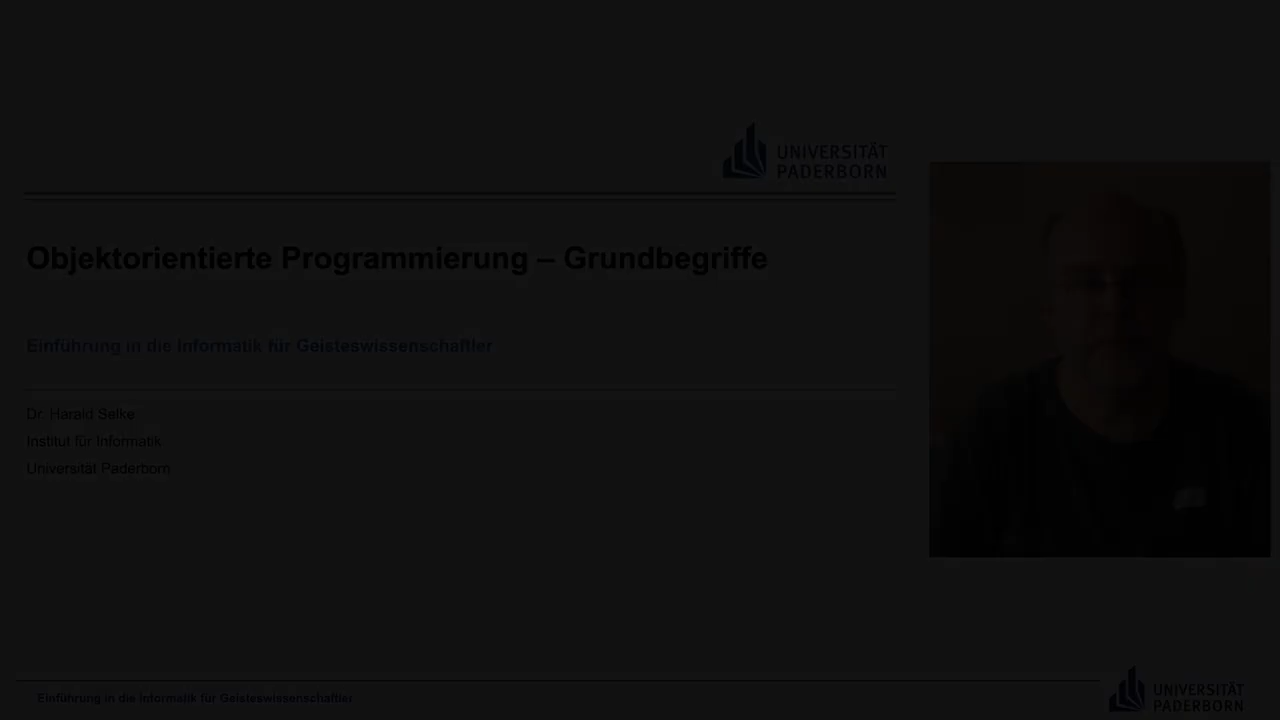 UNIVERSITÄT
PADERBORN
Objektorientierte Programmierung – Grundbegriffe
Einführung in die Informatik für Geisteswissenschaftler
Dr. Harald Selke
Institut für Informatik
Universität Paderborn
Einführung in die Informatik für Geisteswissenschaftler
UNIVERSITÄT
PADERBORN